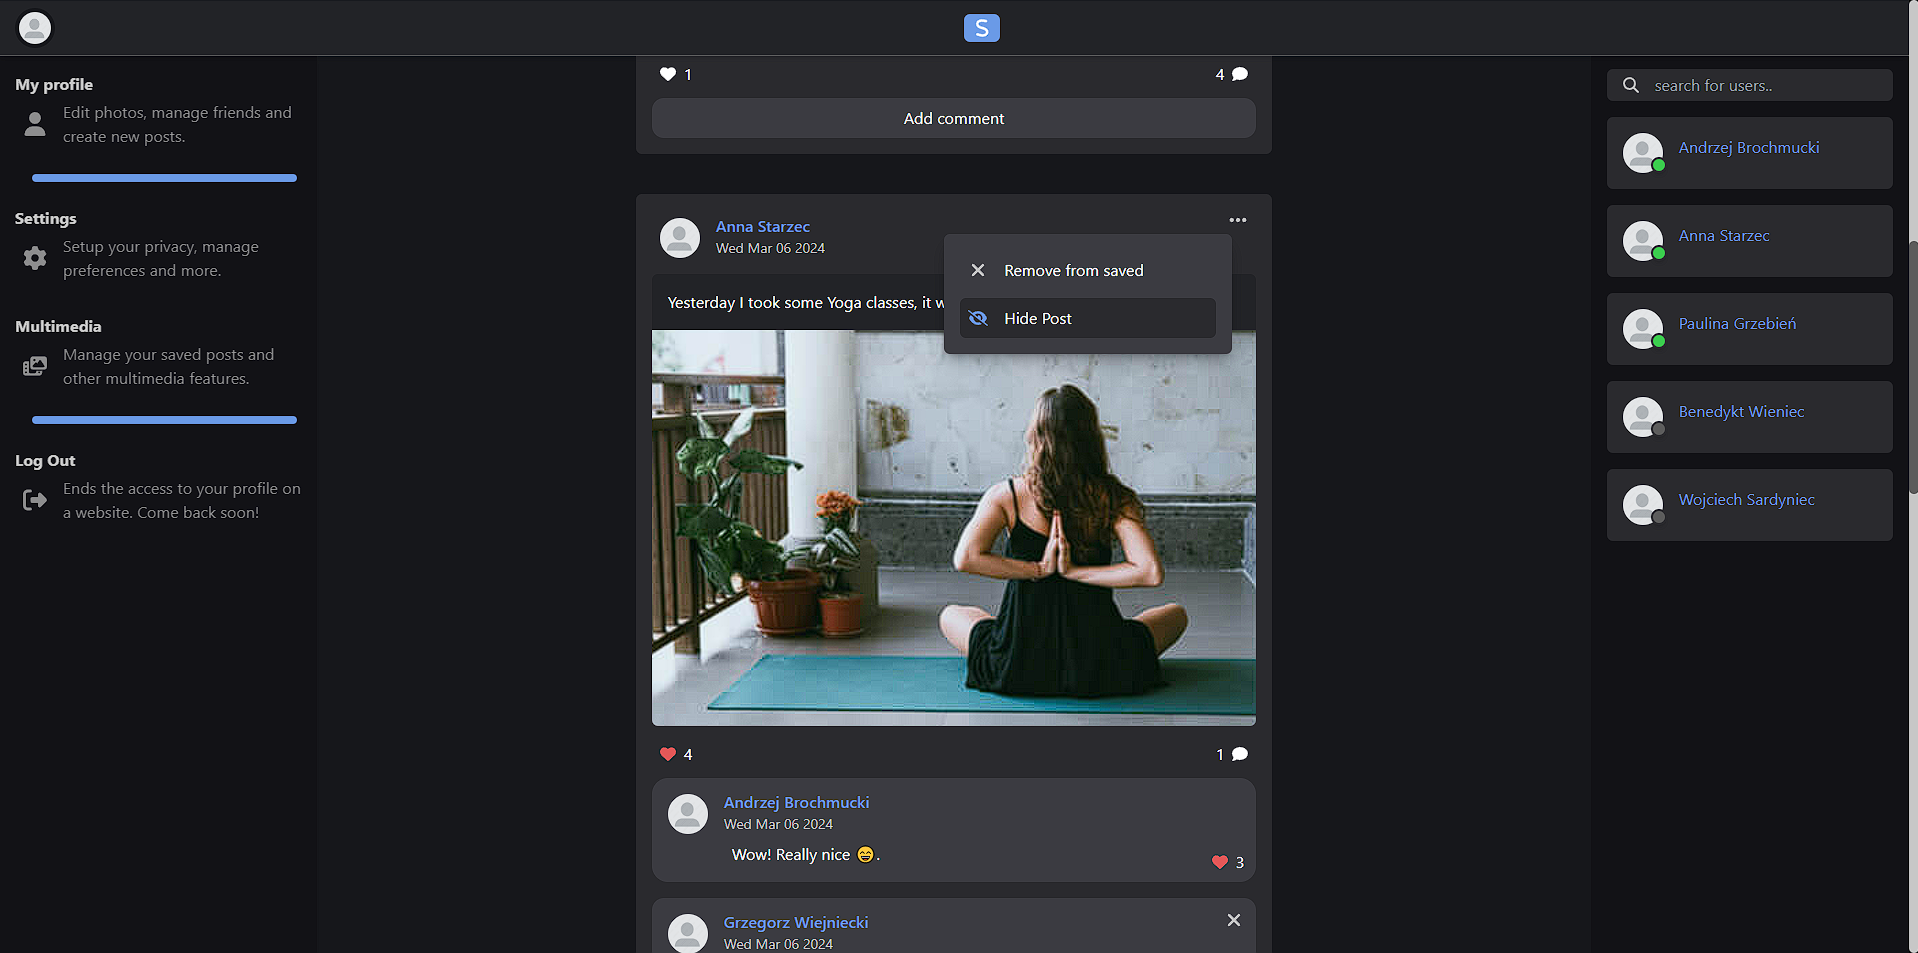 S
My profile
Edit photos, manage friends and
create new posts.
Settings
Setup your privacy, manage
preferences and more.
Multimedia
Manage your saved posts and
other multimedia features.
Log Out
Ends the access to your profile on
a website. Come back soon!
1
4
Add comment
Anna Starzec
Wed Mar 06 2024
Remove from saved
Hide Post
Yesterday I took some Yoga classes, it w
4
1
Andrzej Brochmucki
Wed Mar 06 2024
Wow! Really nice 😄.
3
Grzegorz Wiejniecki
Wed Mar 06 2024
search for users..
Andrzej Brochmucki
Anna Starzec
Paulina Grzebień
Benedykt Wieniec
Wojciech Sardyniec